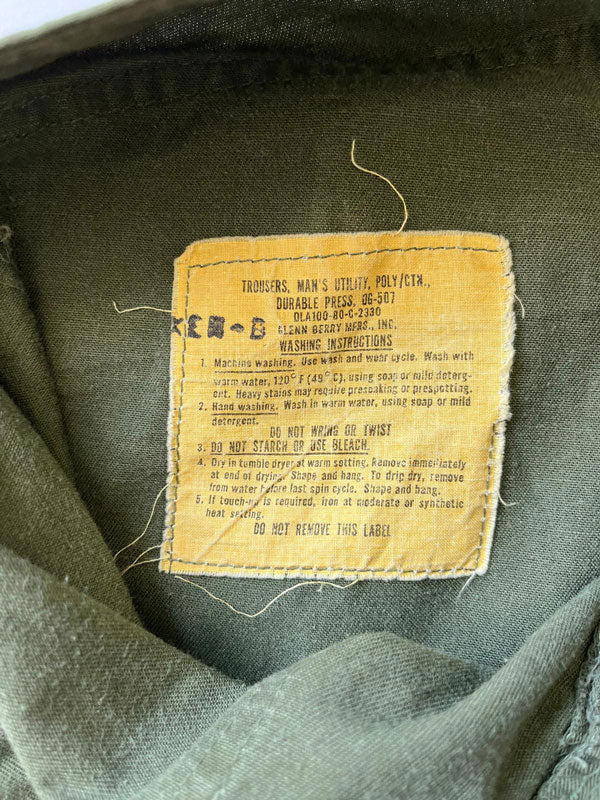 TROUSERS, MAN'S UTILITY, POLY/CTN.,
DURABLE PRESS, OG-507
DLA100-80-C-2330
GLENN BERRY MFRS., INC.
WASHING INSTRUCTIONS
1. Machine washing. Use wash and wear cycle. Wash with
warm water, 120° F (49° C), using soap or mild deterg-
ent. Heavy stains may require presoaking or prespotting.
2. Hand washing. Wash in warm water, using soap or mild
detergent.
DO NOT WRING OR TWIST
3. DO NOT STARCH OR USE BLEACH.
4. Dry in tumble dryer at warm setting. Remove immediately
at end of drying. Shape and hang. To drip dry, remove
from water before last spin cycle. Shape and hang.
5. If touch-up is required, iron at moderate or synthetic
heat setting.
DO NOT REMOVE THIS LABEL